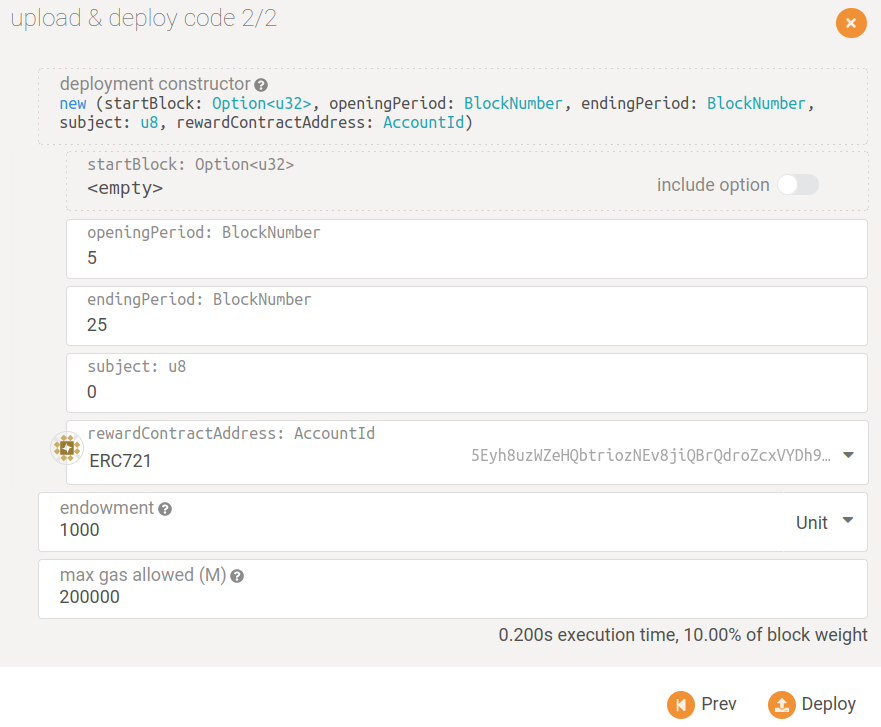 upload & deploy code 2/2
deployment constructor
new (startBlock: Option<u32>, openingPeriod: BlockNumber, endingPeriod: BlockNumber,
subject: u8, rewardContractAddress: AccountId)
startBlock: Option<u32>
<empty>
include option
openingPeriod: BlockNumber
5
endingPeriod: BlockNumber
25
subject: u8
0
rewardContractAddress: AccountId
ERC721 5Eyh8uzWZeHQbtriozNEv8jiQBrQdroZcxVYDh9…
endowment
1000
Unit
max gas allowed (M)
200000
0.200s execution time, 10.00% of block weight
Prev Deploy